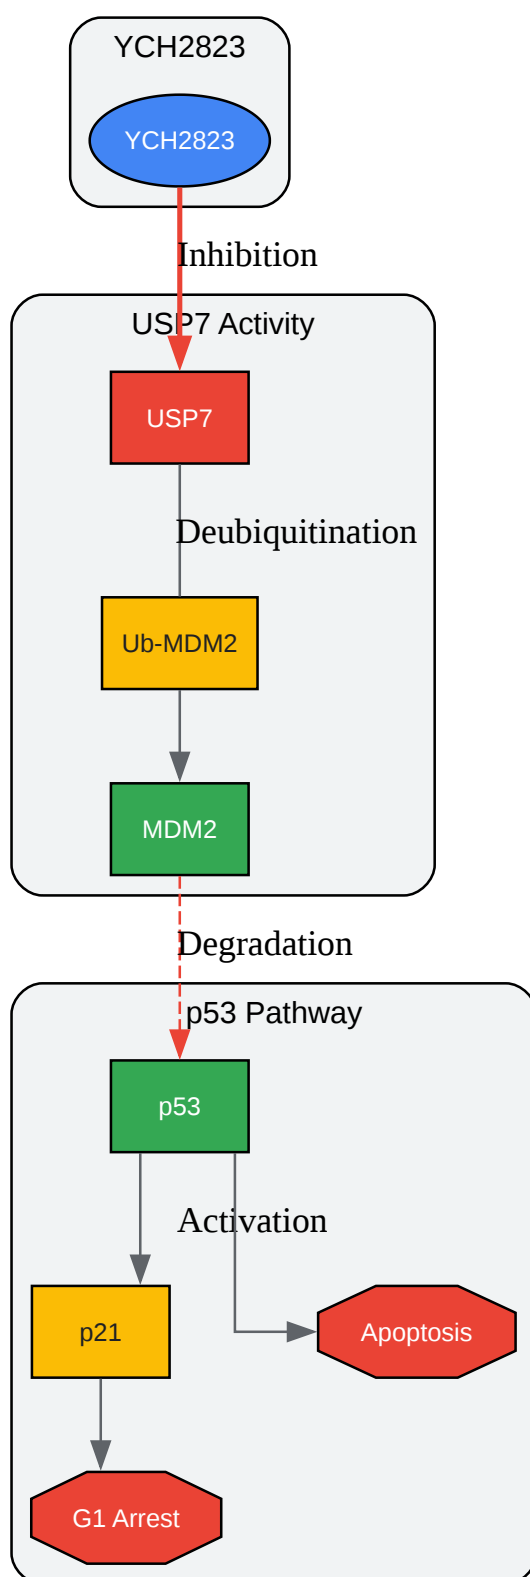 YCH2823
YCH2823
Inhibition
USP7 Activity
USP7
Deubiquitination
Ub-MDM2
MDM2
Degradation
p53 Pathway
p53
Activation
p21
Apoptosis
G1 Arrest